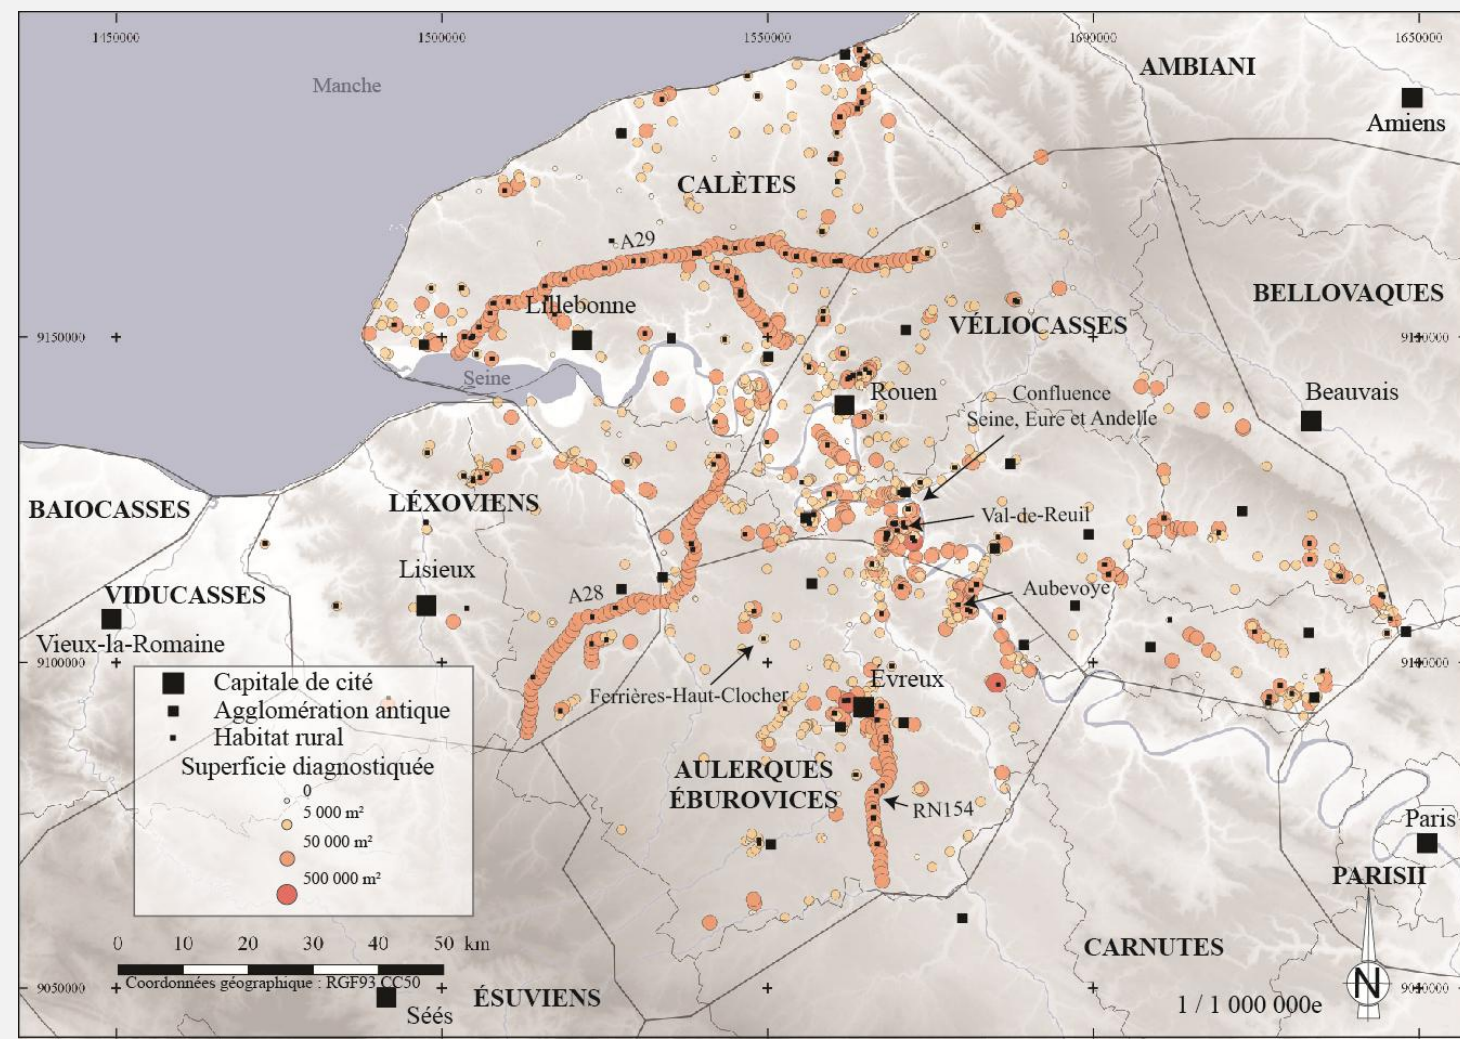 1450000
1500000
1550000
1600000
1650000
AMBIANI
Manche
Amiens
CALÈTES
A29
BELLOVAQUES
Lillebonne
VÉLIOCASSES
9150000
9150000
Seine
Rouen
Confluence
Seine, Eure et Andelle
Beauvais
BAIOCASSES
LÉXOVIENS
Val-de-Reuil
Lisieux
A28
Aubevoye
VIDUCASSES
Vieux-la-Romaine
9100000
9100000
Ferrières-Haut-Clocher
Evreux
Capitale de cité
Agglomération antique
Habitat rural
Superficie diagnostiquée
0
5 000 m²
50 000 m²
500 000 m²
AULERQUES
ÉBUROVICES
RN154
Paris
PARISII
0 10 20 30 40 50 km
Coordonnées géographique : RGF93 CC50
CARNUTES
9050000
9050000
ÉSUVIENS
Séés
N
1 / 1 000 000e